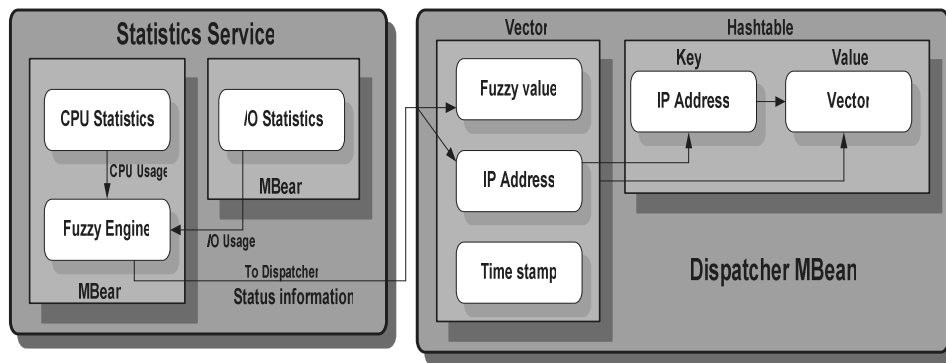 Statistics Service
CPU Statistics
CPU Usage
Fuzzy Engine
MBear
/O Statistics
MBear
/O Usage
To Dispatcher
Status information
Vector
Fuzzy value
IP Address
Time stamp
Hashtable
Key
Value
IP Address
Vector
Dispatcher MBean